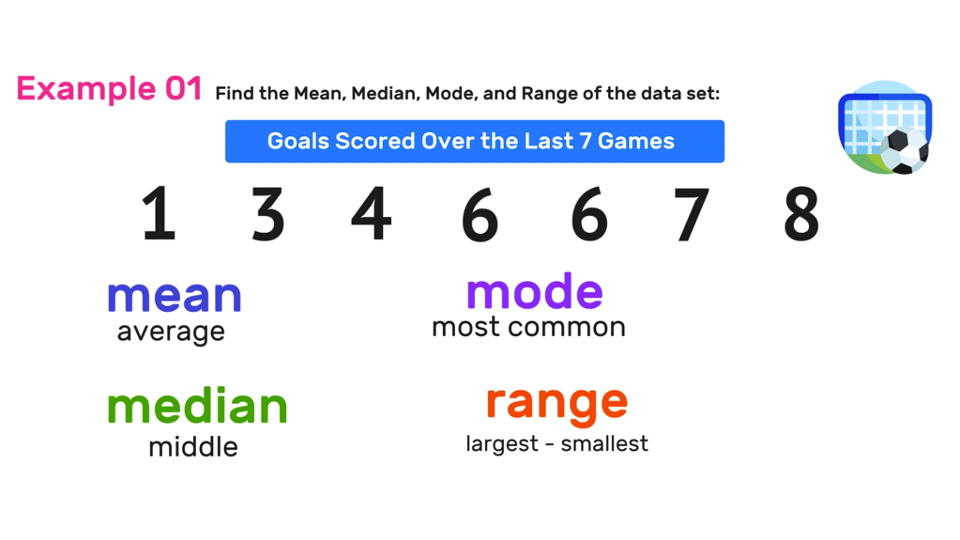 Example 01 Find the Mean, Median, Mode, and Range of the data set:
Goals Scored Over the Last 7 Games
1 3 4 6 6 7 8
mean
average
mode
most common
median
middle
range
largest - smallest